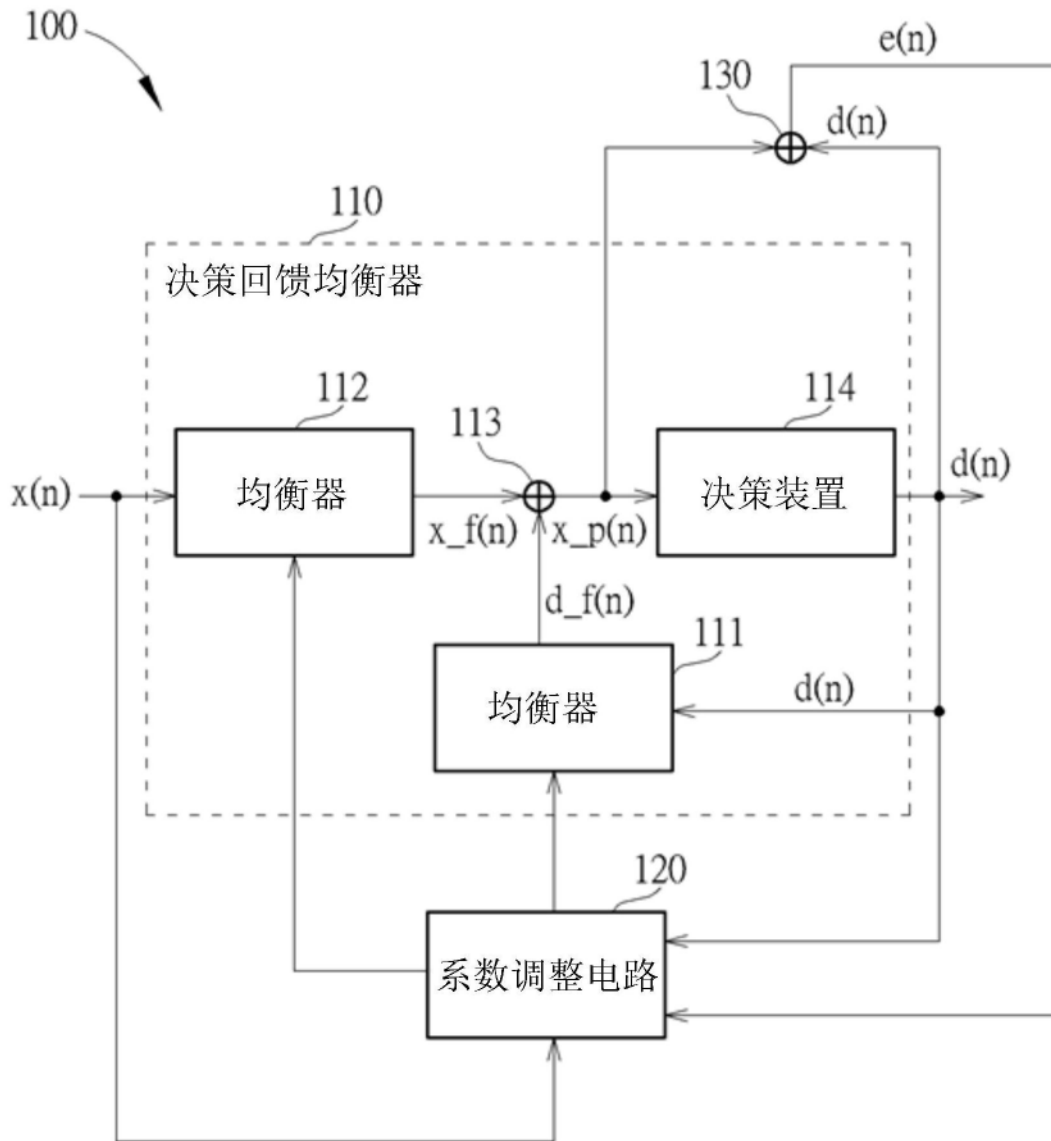 100
e(n)
130
d(n)
110
决策回馈均衡器
112
113
114
x(n)
均衡器
x_f(n)
x_p(n)
决策装置
d(n)
d_f(n)
111
均衡器
d(n)
120
系数调整电路